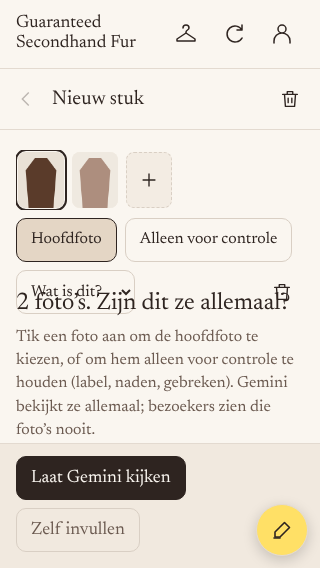 Guaranteed
Secondhand Fur
Nieuw stuk
Hoofdfoto
Alleen voor controle
Wat is dit?
2 foto's. Zijn dit ze allemaal?
Tik een foto aan om de hoofdfoto te
kiezen, of om hem alleen voor controle te
houden (label, naden, gebreken). Gemini
bekijkt ze allemaal; bezoekers zien die
foto's nooit.
Laat Gemini kijken
Zelf invullen